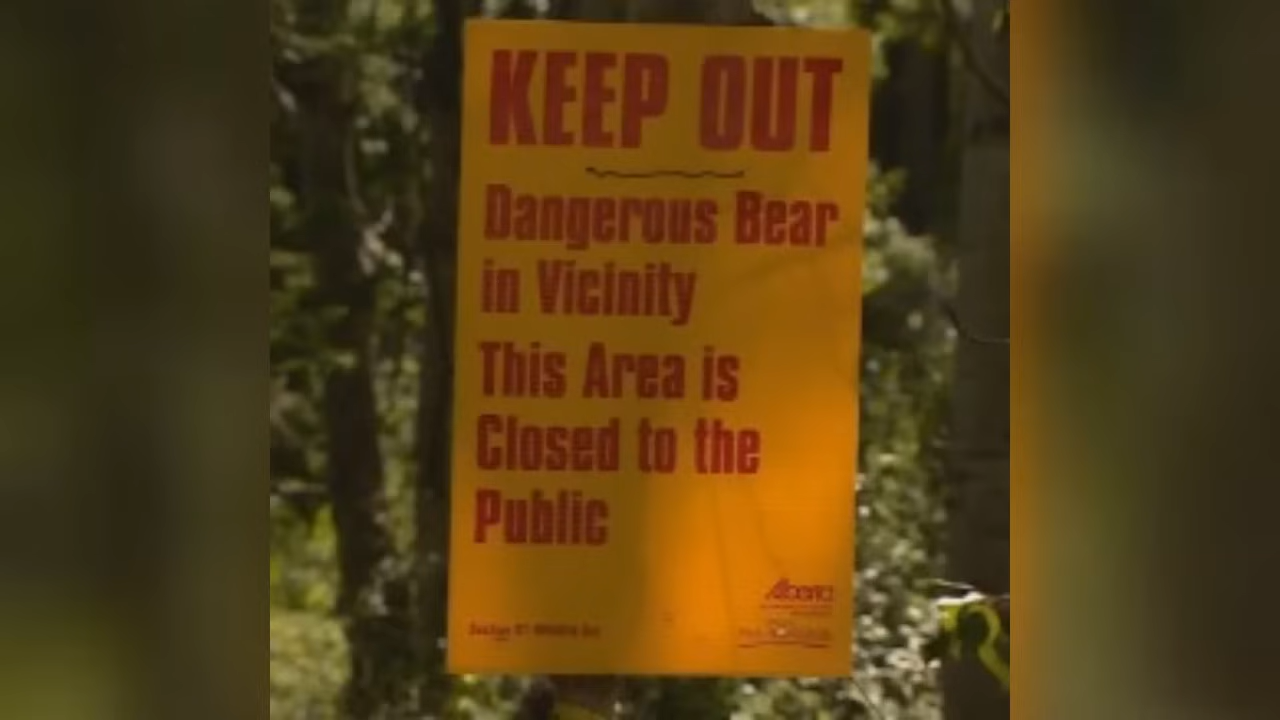 KEEP OUT
Dangerous Bear
in Vicinity
This Area is
Closed to the
Public
Alberta